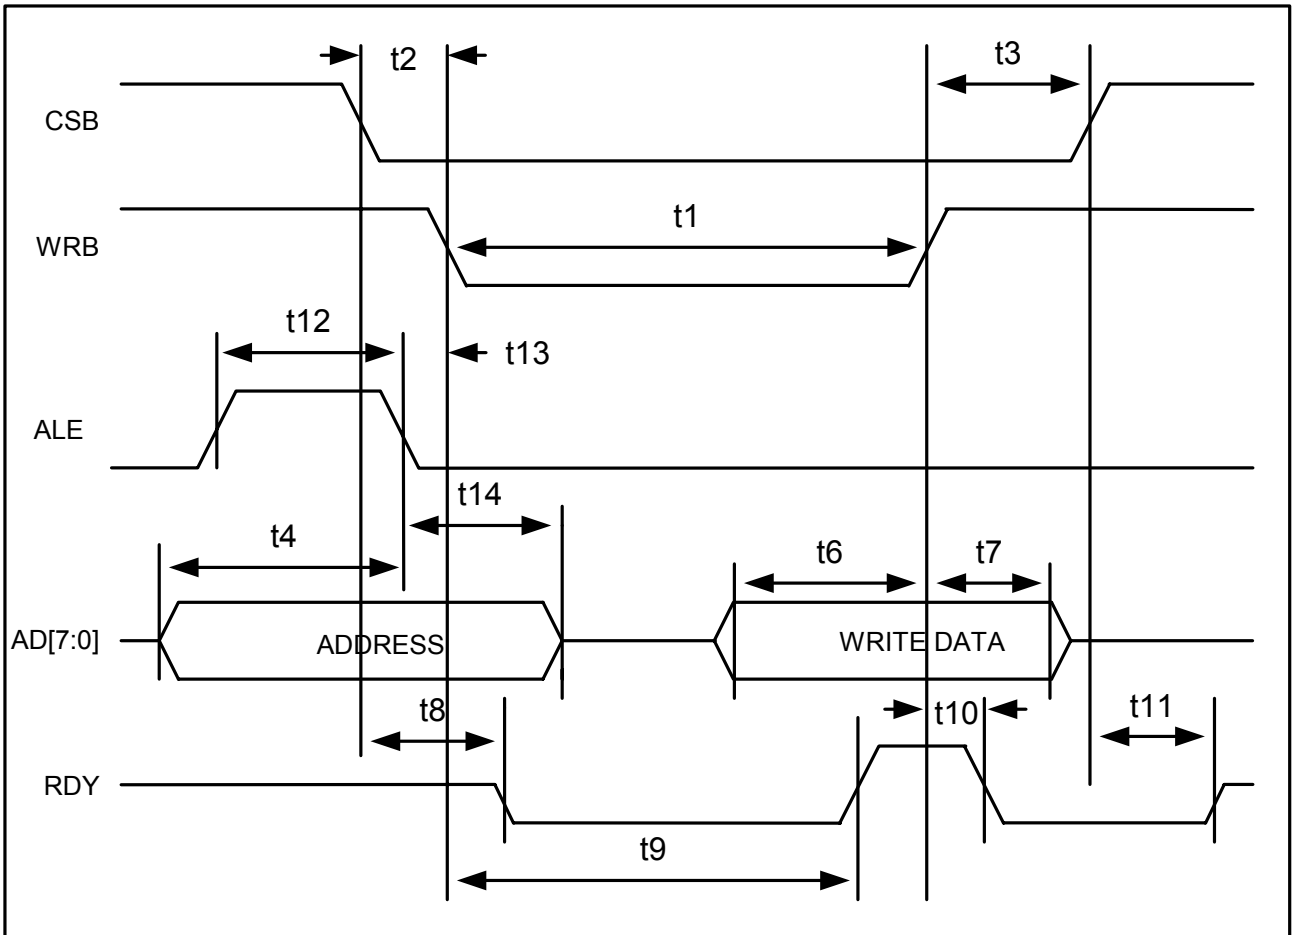 t2
t3
CSB
t1
WRB
t12
t13
ALE
t14
t4
t6
t7
AD[7:0]
ADDRESS
WRITE DATA
t8
t10
t11
RDY
t9